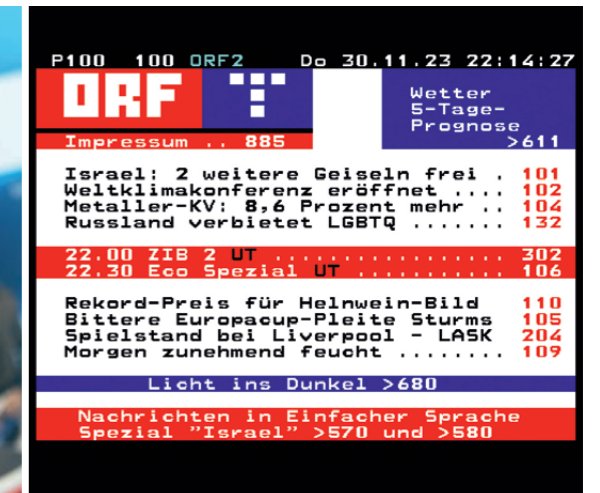 P100 100 ORF2 Do 30.11.23 22:14:27
ORF T
Wetter
5-Tage-
Prognose
Impressum .. 885
>611
Israel: 2 weitere Geiseln frei . 101
Weltklimakonferenz eröffnet .... 102
Metaller-KV: 8,6 Prozent mehr .. 104
Russland verbietet LGBTQ ....... 132
22.00 ZIB 2 UT ................. 302
22.30 Eco Spezial UT ........... 106
Rekord-Preis für Helnwein-Bild 110
Bittere Europacup-Pleite Sturms 105
Spielstand bei Liverpool - LASK 204
Morgen zunehmend feucht ........ 109
Licht ins Dunkel >680
Nachrichten in Einfacher Sprache
Spezial "Israel" >570 und >580